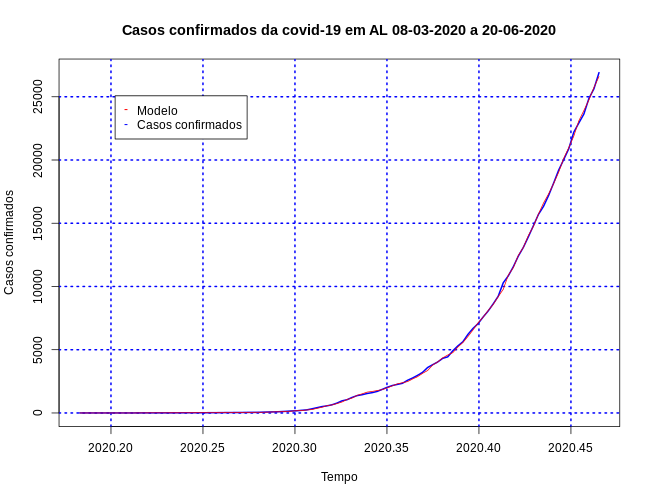 Casos confirmados da covid-19 em AL 08-03-2020 a 20-06-2020
Casos confirmados
25000
20000
15000
10000
5000
0
- Modelo
- Casos confirmados
2020.20 2020.25 2020.30 2020.35 2020.40 2020.45
Tempo